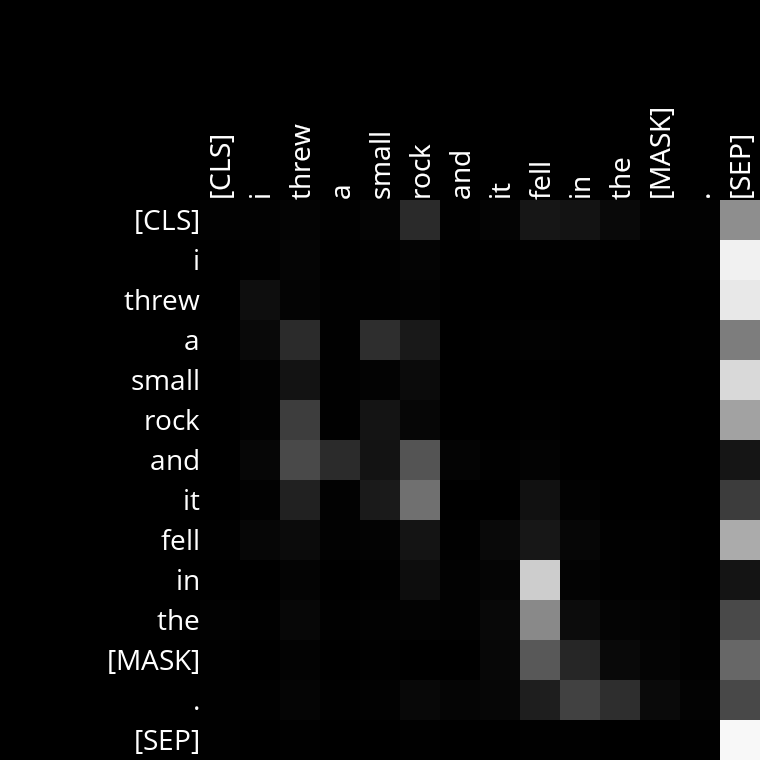 [CLS] i threw a small rock and it fell in the [MASK] . [SEP]
[CLS]
i
threw
a
small
rock
and
it
fell
in
the
[MASK]
.
[SEP]